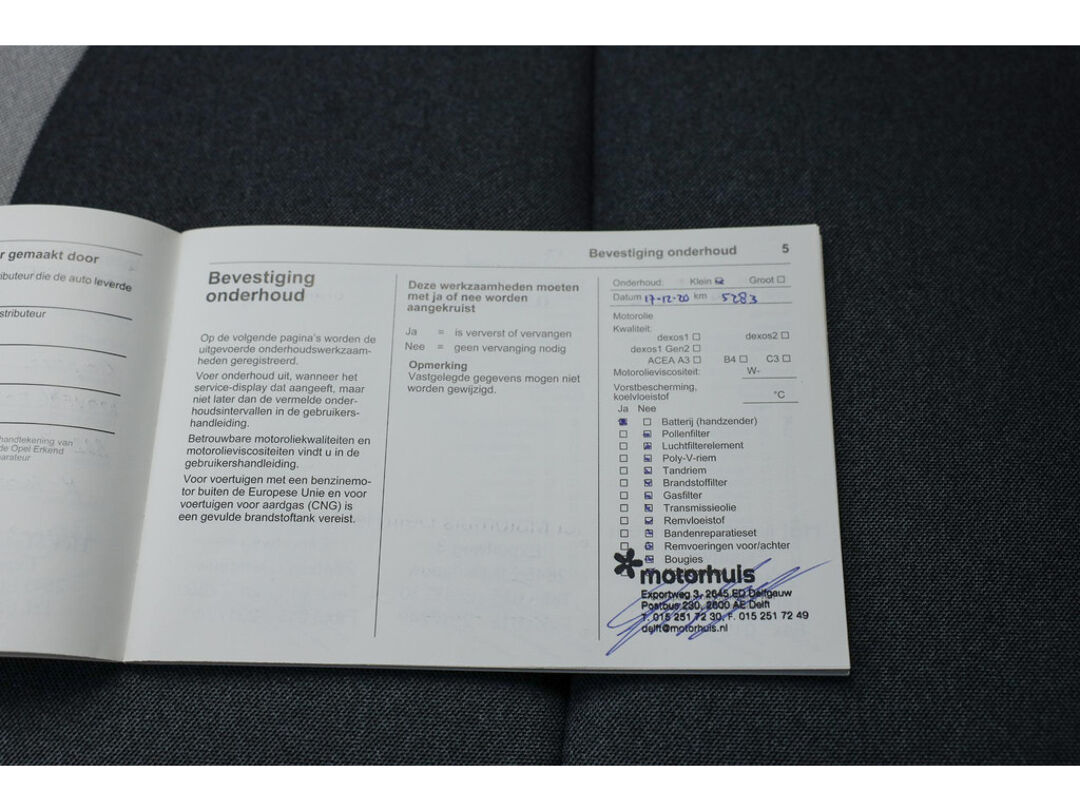 r gemaakt door
ibuteur die de auto leverde
stributeur
handtekening van
de Opel Erkend
arateur
Bevestiging onderhoud 5
Bevestiging
onderhoud
Op de volgende pagina's worden de
uitgevoerde onderhoudswerkzaam-
heden geregistreerd.
Voer onderhoud uit, wanneer het
service-display dat aangeeft, maar
niet later dan de vermelde onder-
houdsintervallen in de gebruikers-
handleiding.
Betrouwbare motoroliekwaliteiten en
motorolieviscositeiten vindt u in de
gebruikershandleiding.
Voor voertuigen met een benzinemo-
tor buiten de Europese Unie en voor
voertuigen voor aardgas (CNG) is
een gevulde brandstoftank vereist.
Deze werkzaamheden moeten
met ja of nee worden
aangekruist
Ja = is ververst of vervangen
Nee = geen vervanging nodig
Opmerking
Vastgelegde gegevens mogen niet
worden gewijzigd.
Onderhoud: Klein Groot
Datum 17-12-20 km 5283
Motorolie
Kwaliteit:
dexos1 dexos2
dexos1 Gen2
ACEA A3 B4 C3
Motorolieviscositeit: W-
Vorstbescherming,
koelvloeistof °C
Ja Nee
Batterij (handzender)
Pollenfilter
Luchtfilterelement
Poly-V-riem
Tandriem
Brandstoffilter
Gasfilter
Transmissieolie
Remvloeistof
Bandenreparatieset
Remvoeringen voor/achter
Bougies
motorhuis
Exportweg 3, 2645 ED Delfgauw
Postbus 230, 2600 AE Delft
T. 015 251 72 30, F. 015 251 72 49
delft@motorhuis.nl